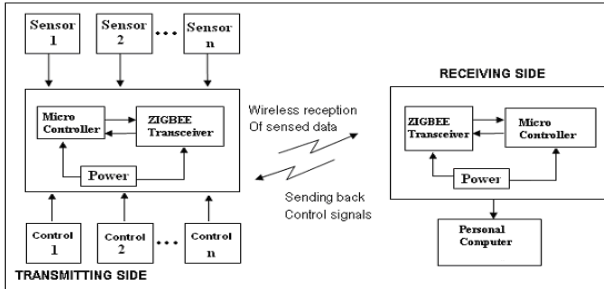 Sensor
1
Sensor
2
...
Sensor
n
Micro
Controller
ZIGBEE
Transceiver
Power
Control
1
Control
2
...
Control
n
TRANSMITTING SIDE
Wireless reception
Of sensed data
Sending back
Control signals
RECEIVING SIDE
ZIGBEE
Transceiver
Micro
Controller
Power
Personal
Computer